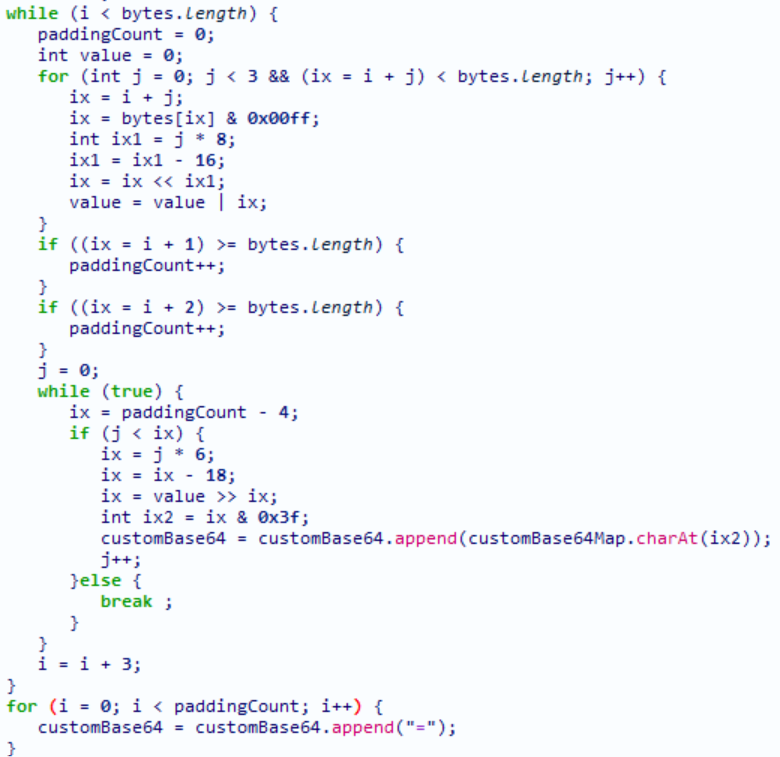 while (i < bytes.length) {
   paddingCount = 0;
   int value = 0;
   for (int j = 0; j < 3 && (ix = i + j) < bytes.length; j++) {
      ix = i + j;
      ix = bytes[ix] & 0x00ff;
      int ix1 = j * 8;
      ix1 = ix1 - 16;
      ix = ix << ix1;
      value = value | ix;
   }
   if ((ix = i + 1) >= bytes.length) {
      paddingCount++;
   }
   if ((ix = i + 2) >= bytes.length) {
      paddingCount++;
   }
   j = 0;
   while (true) {
      ix = paddingCount - 4;
      if (j < ix) {
         ix = j * 6;
         ix = ix - 18;
         ix = value >> ix;
         int ix2 = ix & 0x3f;
         customBase64 = customBase64.append(customBase64Map.charAt(ix2));
         j++;
      }else {
         break ;
      }
   }
   i = i + 3;
}
for (i = 0; i < paddingCount; i++) {
   customBase64 = customBase64.append("=");
}